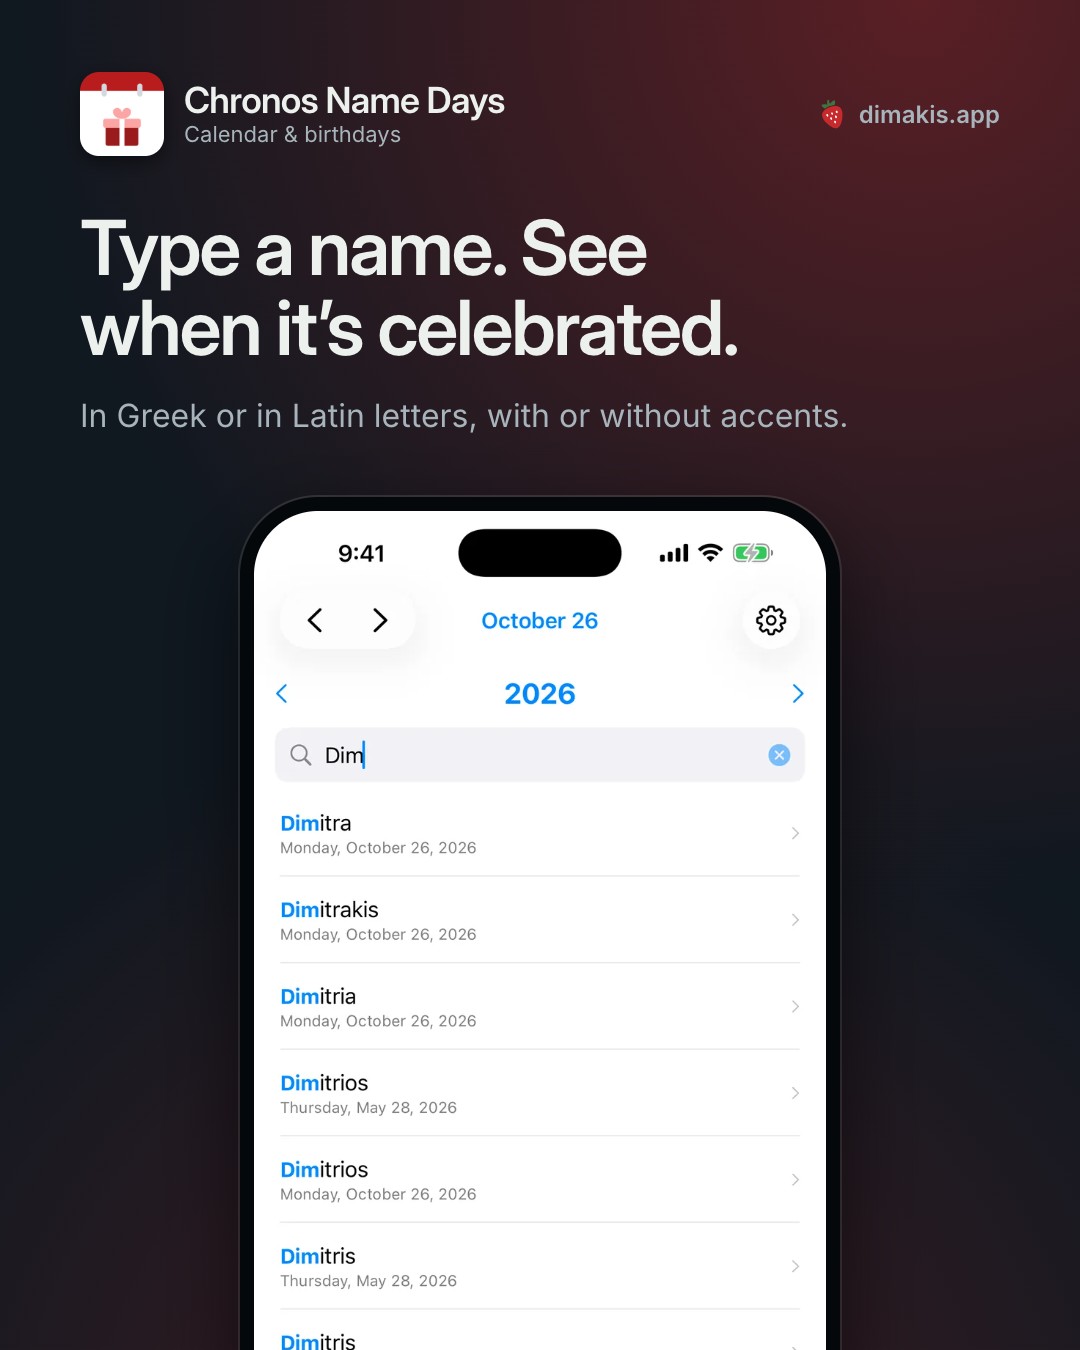 Chronos Name Days
Calendar & birthdays
dimakis.app
Type a name. See
when it's celebrated.
In Greek or in Latin letters, with or without accents.
9:41
October 26
2026
Dim
Dimitra
Monday, October 26, 2026
Dimitrakis
Monday, October 26, 2026
Dimitria
Monday, October 26, 2026
Dimitrios
Thursday, May 28, 2026
Dimitrios
Monday, October 26, 2026
Dimitris
Thursday, May 28, 2026
Dimitris